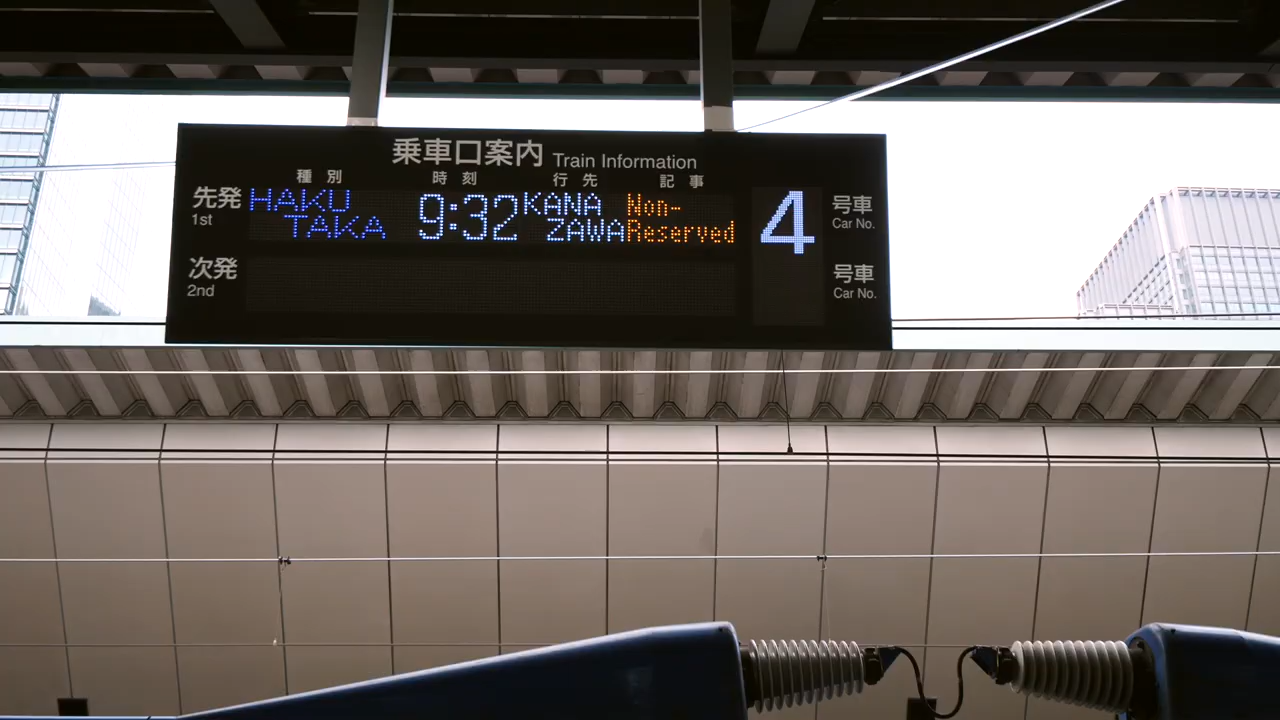 乗車口案内 Train Information
種別 時刻 行先 記事
先発 HAKU 9:32 KANA Non- 4 号車
1st TAKA ZAWA Reserved Car No.
次発 号車
2nd Car No.